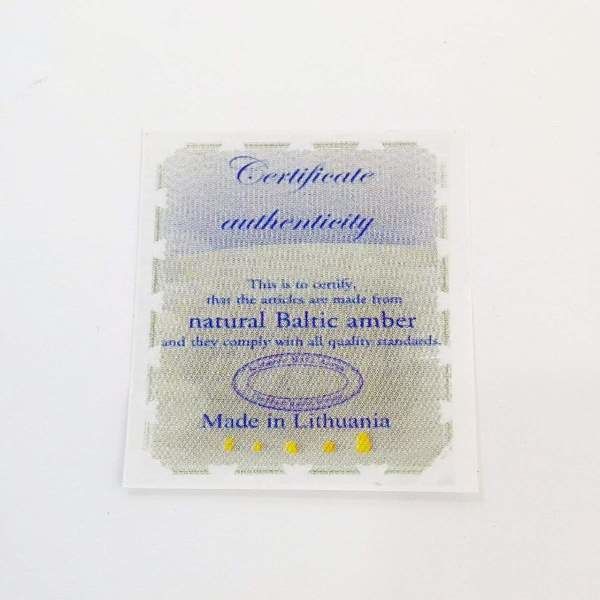 Certificate
authenticity
This is to certify,
that the articles are made from
natural Baltic amber
and they comply with all quality standards.
Made in Lithuania